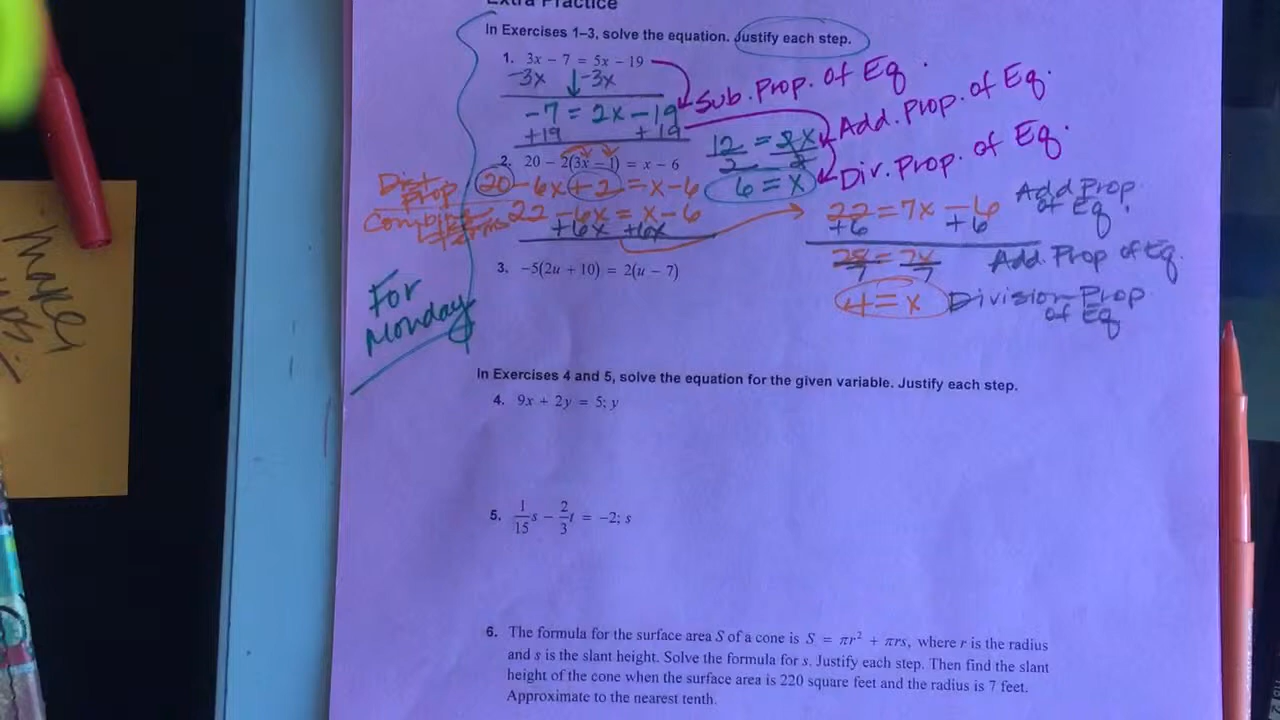 Extra Practice
In Exercises 1–3, solve the equation. Justify each step.
1. 3x − 7 = 5x − 19
−3x −3x
−7 = 2x − 19
+19 +19
Sub. Prop. of Eq.
12 = 2x
2 2
Add. Prop. of Eq.
6 = x
Div. Prop. of Eq.
2. 20 − 2(3x − 1) = x − 6
Dist. Prop
20 − 6x + 2 = x − 6
22 − 6x = x − 6
+6x +6x
22 = 7x − 6
+6 +6
Add Prop of Eq.
28 = 7x
7 7
Add. Prop of Eq.
4 = x
Division Prop of Eq
3. −5(2u + 10) = 2(u − 7)
For
Monday
make
In Exercises 4 and 5, solve the equation for the given variable. Justify each step.
4. 9x + 2y = 5; y
5. 1/15 s − 2/3 t = −2; s
6. The formula for the surface area S of a cone is S = πr² + πrs, where r is the radius
and s is the slant height. Solve the formula for s. Justify each step. Then find the slant
height of the cone when the surface area is 220 square feet and the radius is 7 feet.
Approximate to the nearest tenth.